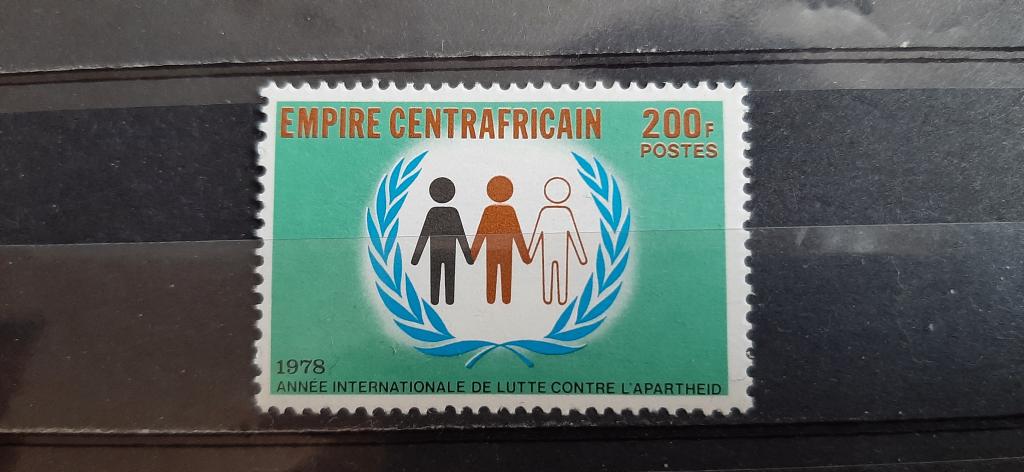 EMPIRE CENTRAFRICAIN
200F
POSTES
1978
ANNÉE INTERNATIONALE DE LUTTE CONTRE L'APARTHEID